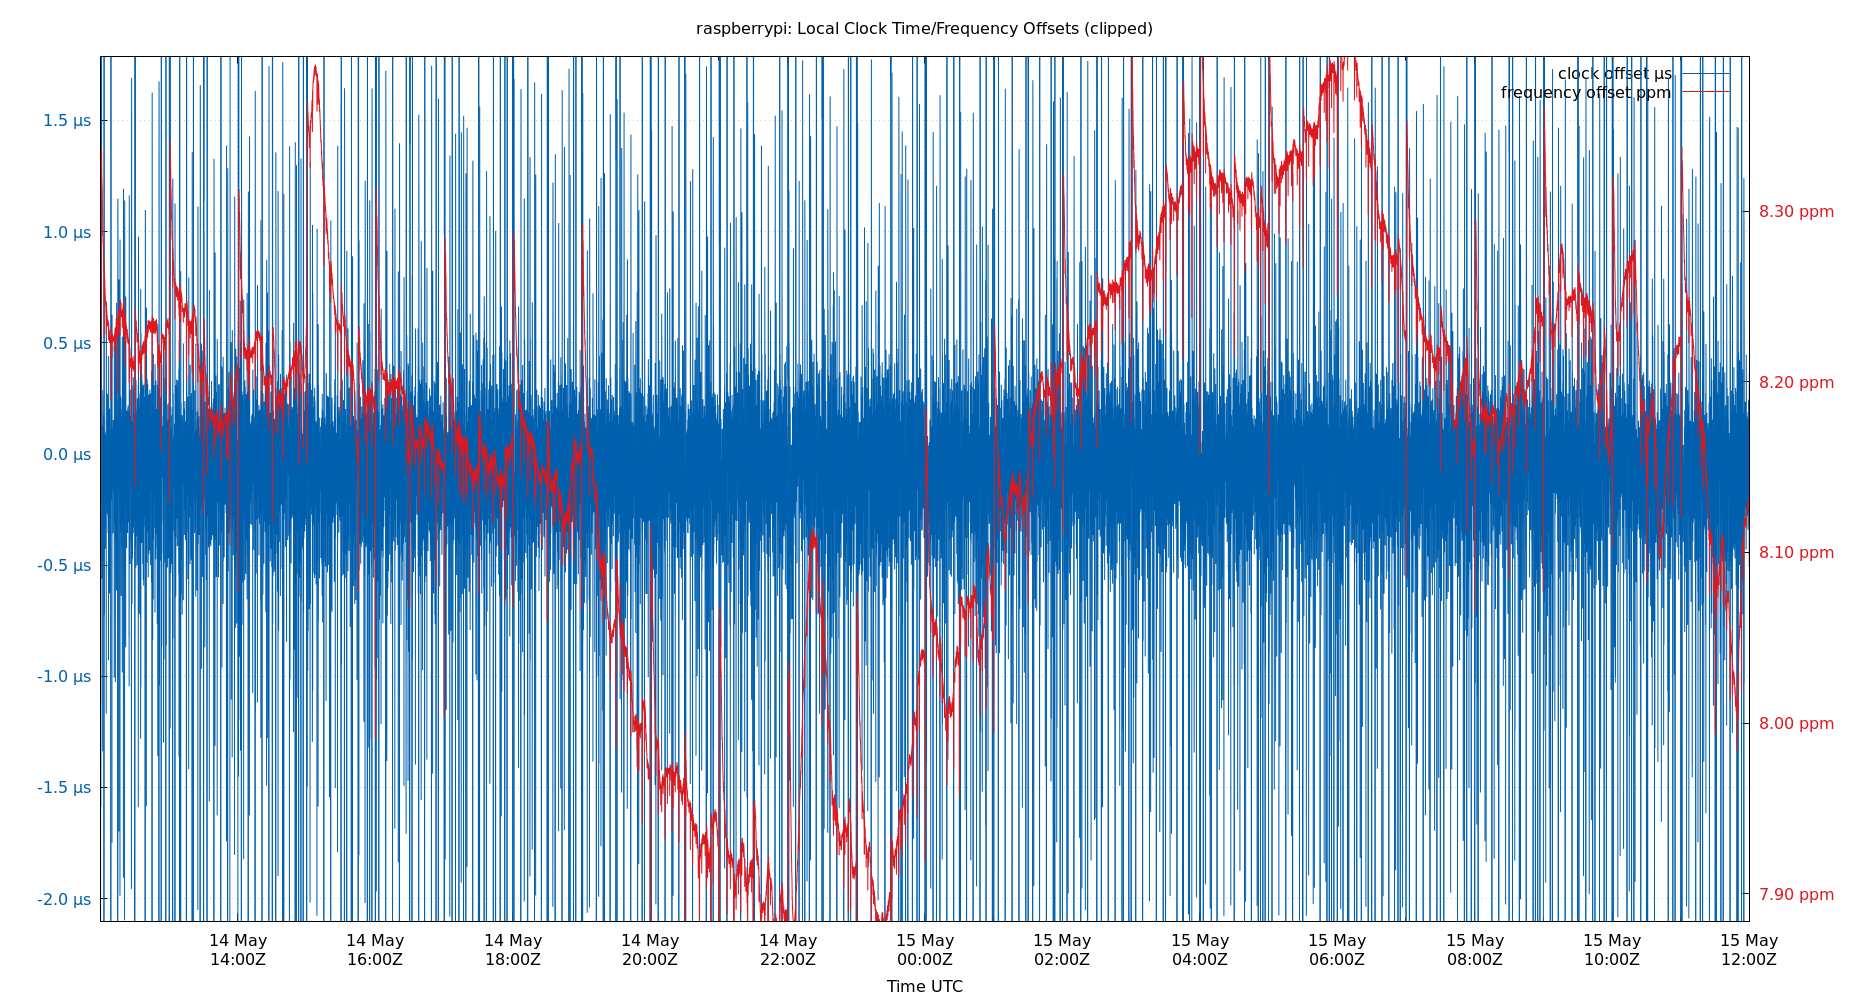 raspberrypi: Local Clock Time/Frequency Offsets (clipped)
clock offset µs
frequency offset ppm
1.5 µs
1.0 µs
0.5 µs
0.0 µs
-0.5 µs
-1.0 µs
-1.5 µs
-2.0 µs
8.30 ppm
8.20 ppm
8.10 ppm
8.00 ppm
7.90 ppm
14 May 14 May 14 May 14 May 14 May 15 May 15 May 15 May 15 May 15 May 15 May 15 May
14:00Z 16:00Z 18:00Z 20:00Z 22:00Z 00:00Z 02:00Z 04:00Z 06:00Z 08:00Z 10:00Z 12:00Z
Time UTC